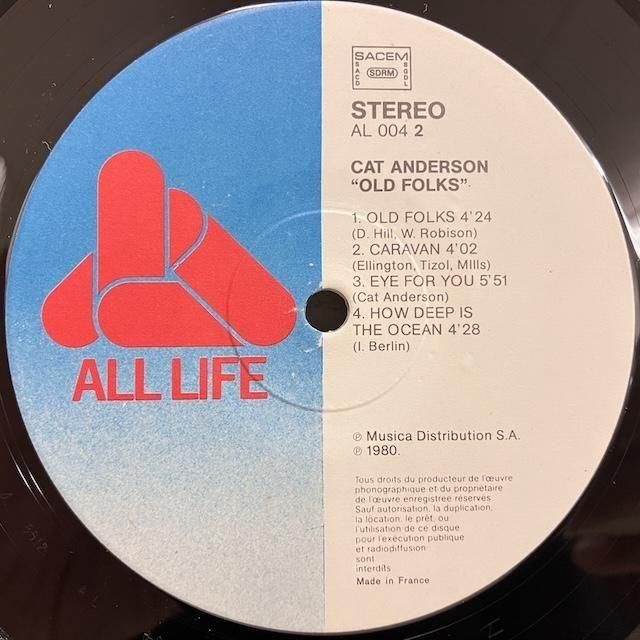 SACEM
SACD
SDRM
SGDL
STEREO
AL 004 2
CAT ANDERSON
“OLD FOLKS”.
1. OLD FOLKS 4'24
(D. Hill, W. Robison)
2. CARAVAN 4'02
(Ellington, Tizol, MIlls)
3. EYE FOR YOU 5'51
(Cat Anderson)
4. HOW DEEP IS
THE OCEAN 4'28
(I. Berlin)
ALL LIFE
℗ Musica Distribution S.A.
℗ 1980.
Tous droits du producteur de l'œuvre
phonographique et du propriétaire
de l'œuvre enregistrée réservés
Sauf autorisation, la duplication,
la location, le prêt, ou
l'utilisation de ce disque
pour l'exécution publique
et radiodiffusion
sont
interdits
Made in France